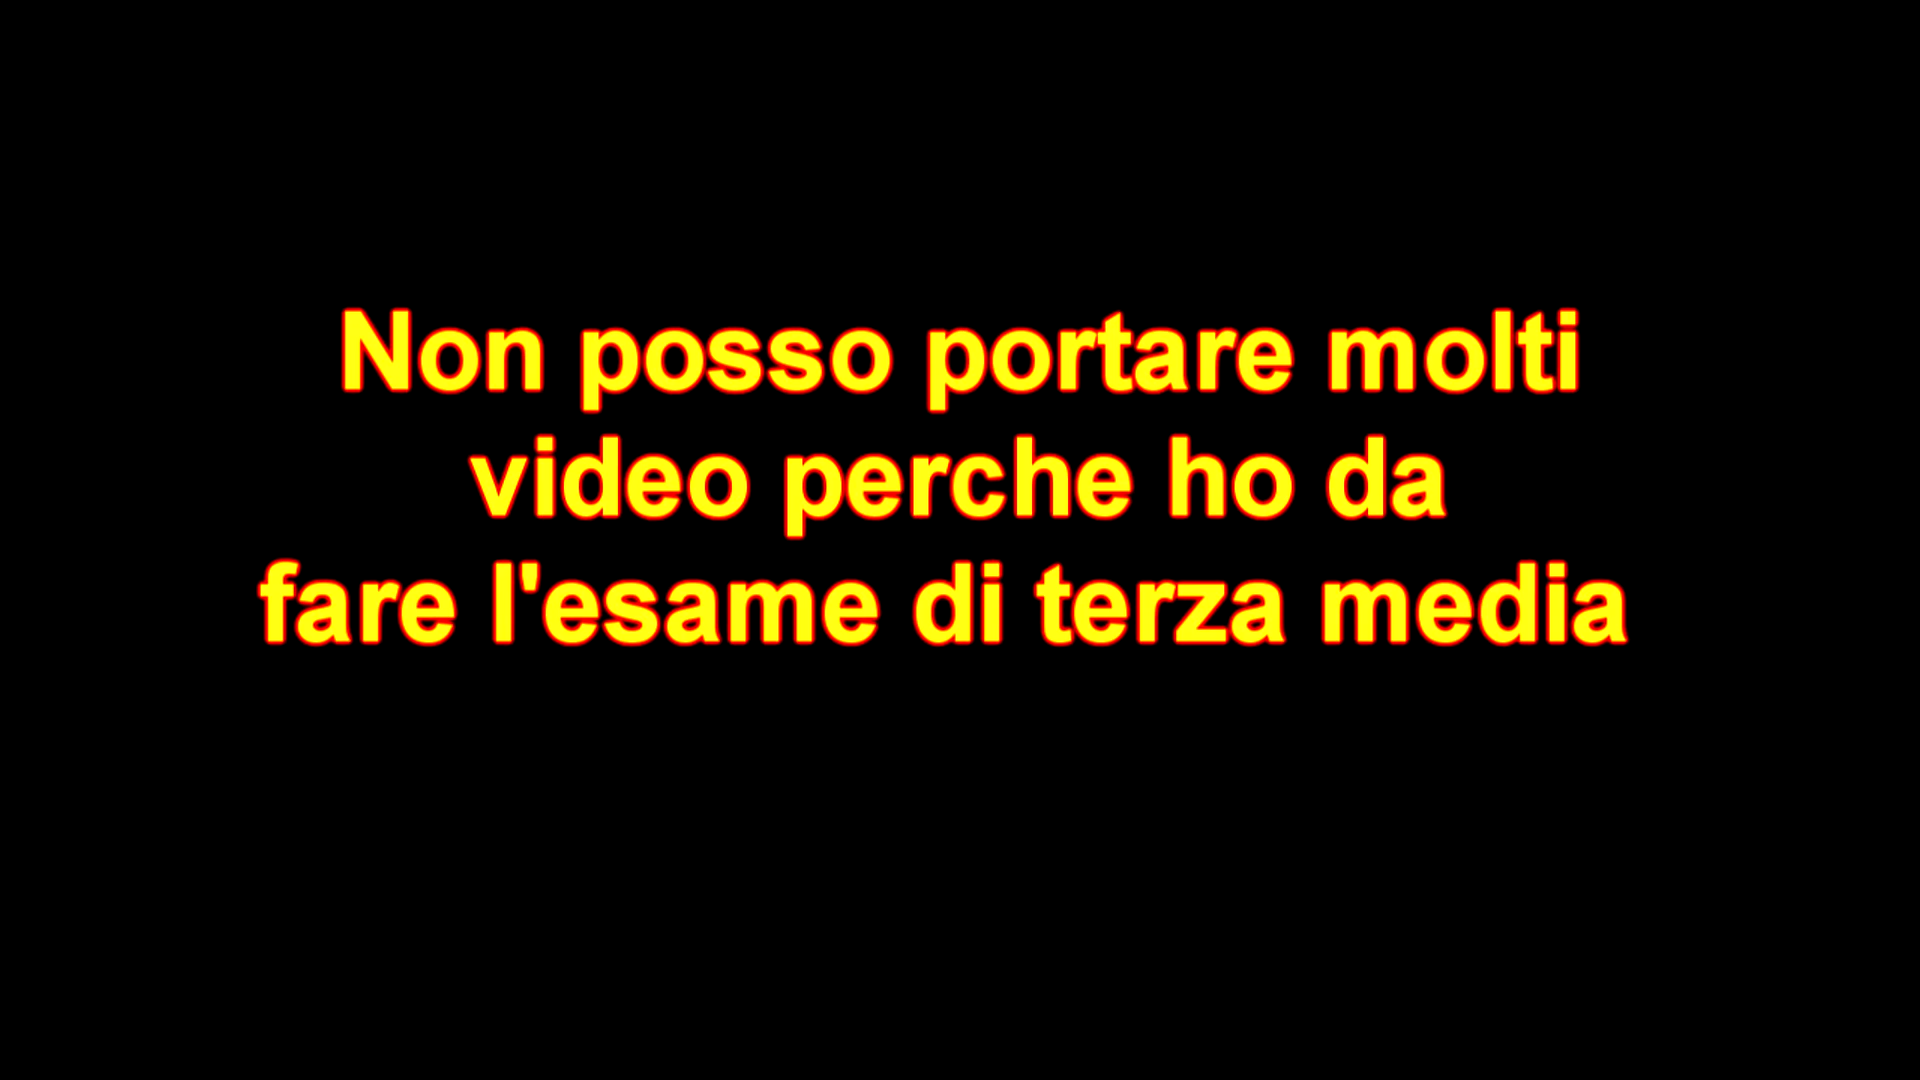 Non posso portare molti
video perche ho da
fare l'esame di terza media